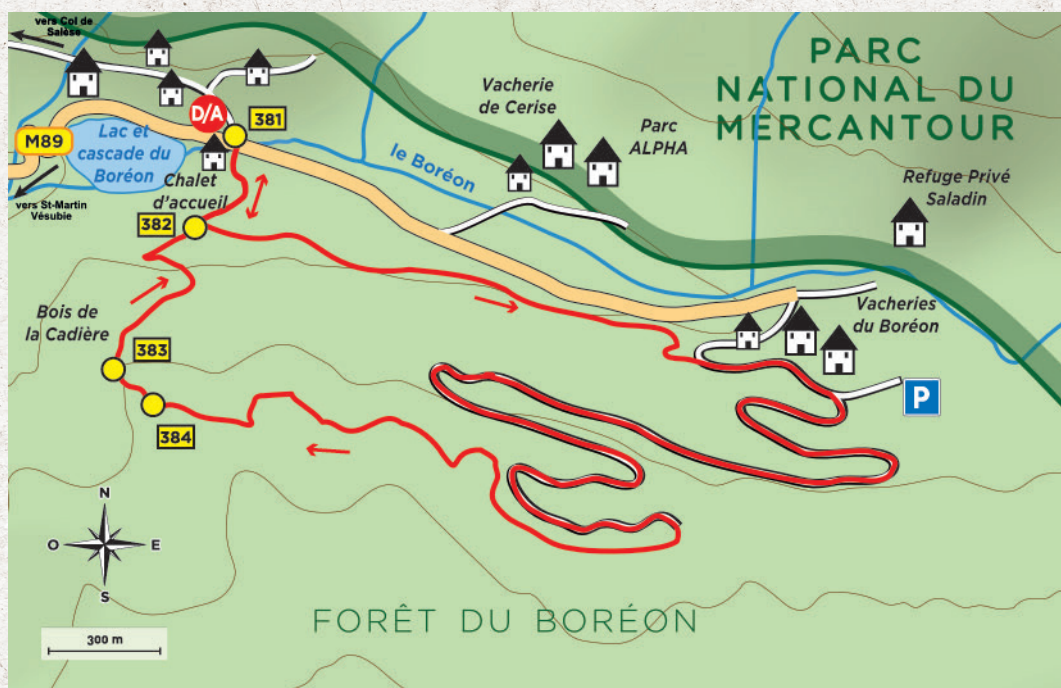 vers Col de
Salèse
PARC
NATIONAL DU
MERCANTOUR
Vacherie
de Cerise
Parc
ALPHA
D/A
381
M89
Lac et
cascade du
Boréon
le Boréon
Chalet
d'accueil
Refuge Privé
Saladin
vers St-Martin
Vésubie
382
Vacheries
du Boréon
Bois de
la Cadière
383
P
384
N
O
E
S
FORÊT DU BORÉON
300 m